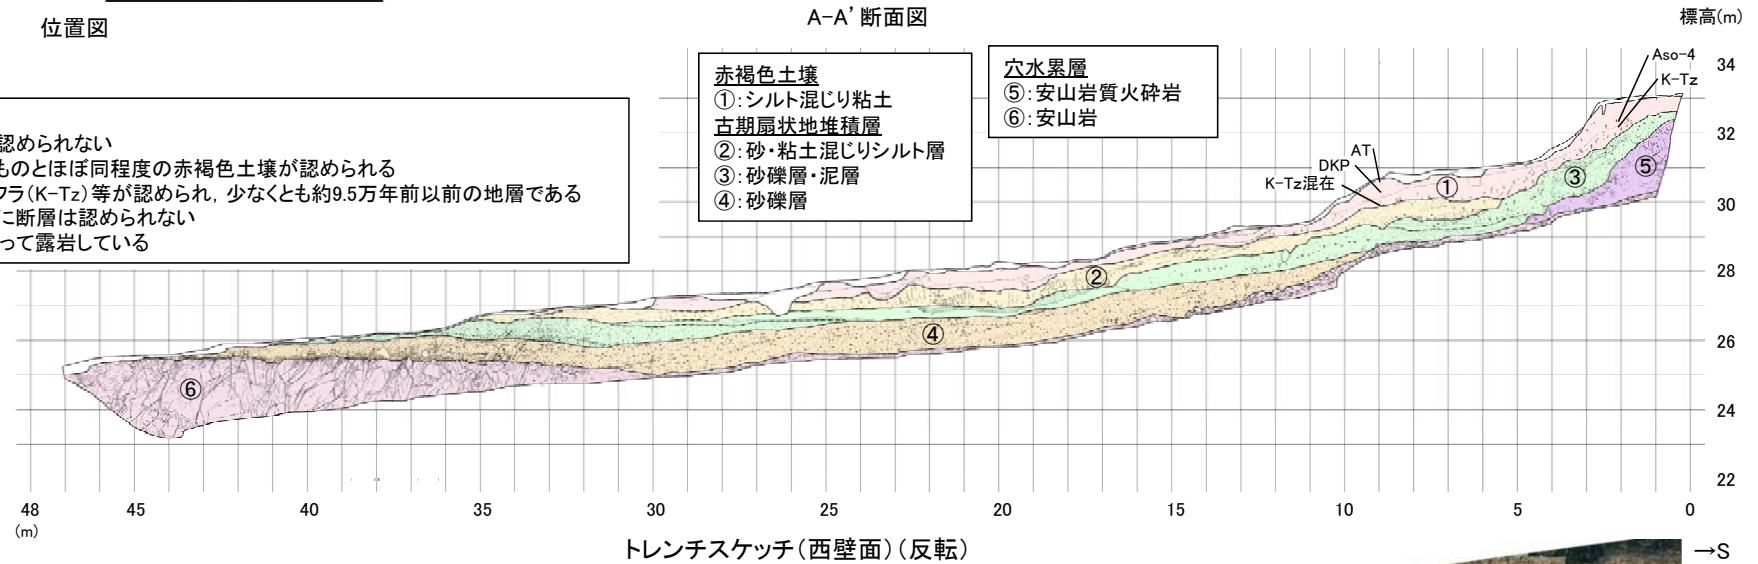 位置図
A-A’断面図
標高(m)
認められない
ものとほぼ同程度の赤褐色土壌が認められる
フラ(K-Tz)等が認められ，少なくとも約9.5万年前以前の地層である
に断層は認められない
って露岩している
赤褐色土壌
①：シルト混じり粘土
古期扇状地堆積層
②：砂・粘土混じりシルト層
③：砂礫層・泥層
④：砂礫層
穴水累層
⑤：安山岩質火砕岩
⑥：安山岩
Aso-4
K-Tz
AT
DKP
K-Tz混在
①
②
③
④
⑤
⑥
34
32
30
28
26
24
22
48 45 40 35 30 25 20 15 10 5 0
(m)
トレンチスケッチ（西壁面）（反転）
→S